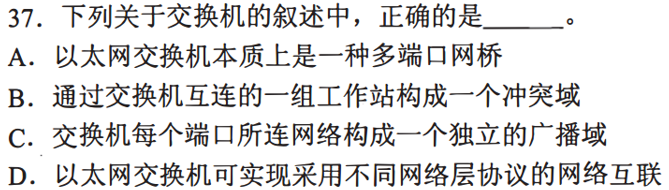 37．下列关于交换机的叙述中，正确的是______。
A．以太网交换机本质上是一种多端口网桥
B．通过交换机互连的一组工作站构成一个冲突域
C．交换机每个端口所连网络构成一个独立的广播域
D．以太网交换机可实现采用不同网络层协议的网络互联